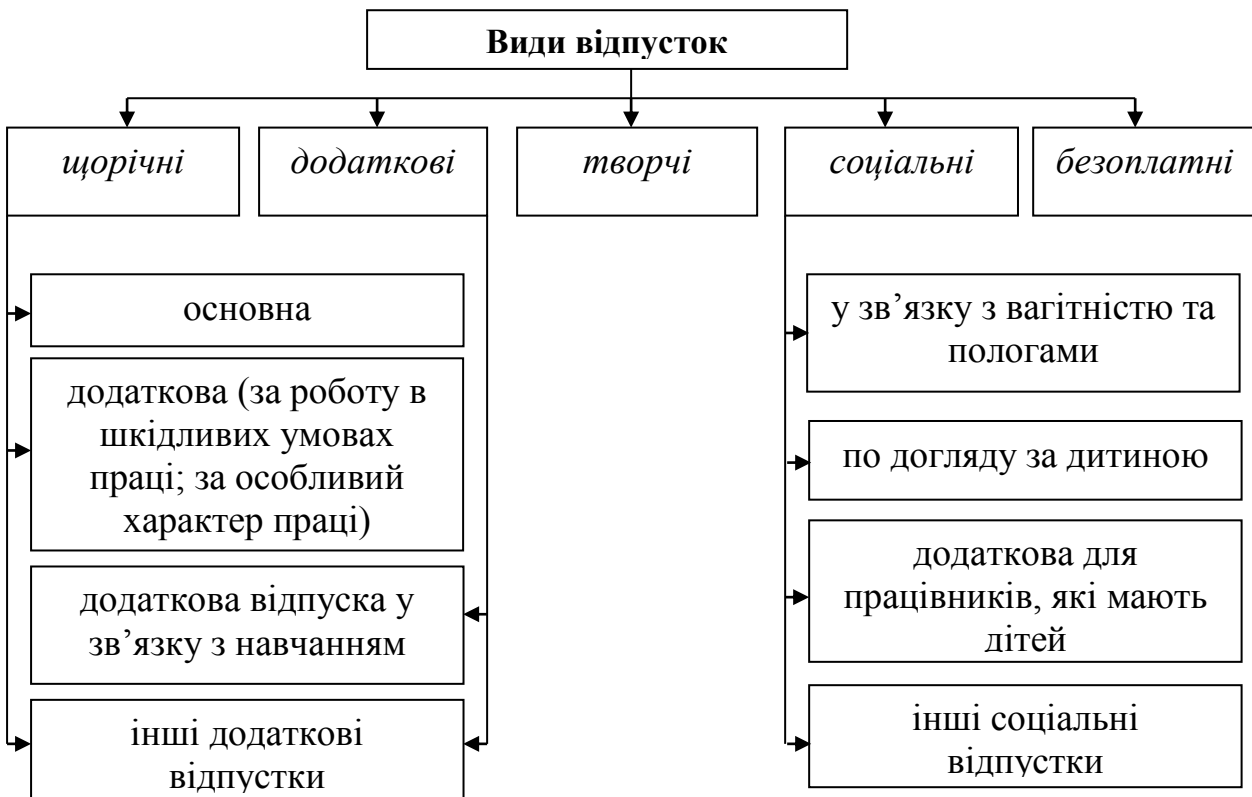 Види відпусток
щорічні
додаткові
творчі
соціальні
безоплатні
основна
додаткова (за роботу в
шкідливих умовах
праці; за особливий
характер праці)
додаткова відпуска у
зв’язку з навчанням
інші додаткові
відпустки
у зв’язку з вагітністю та
пологами
по догляду за дитиною
додаткова для
працівників, які мають
дітей
інші соціальні
відпустки